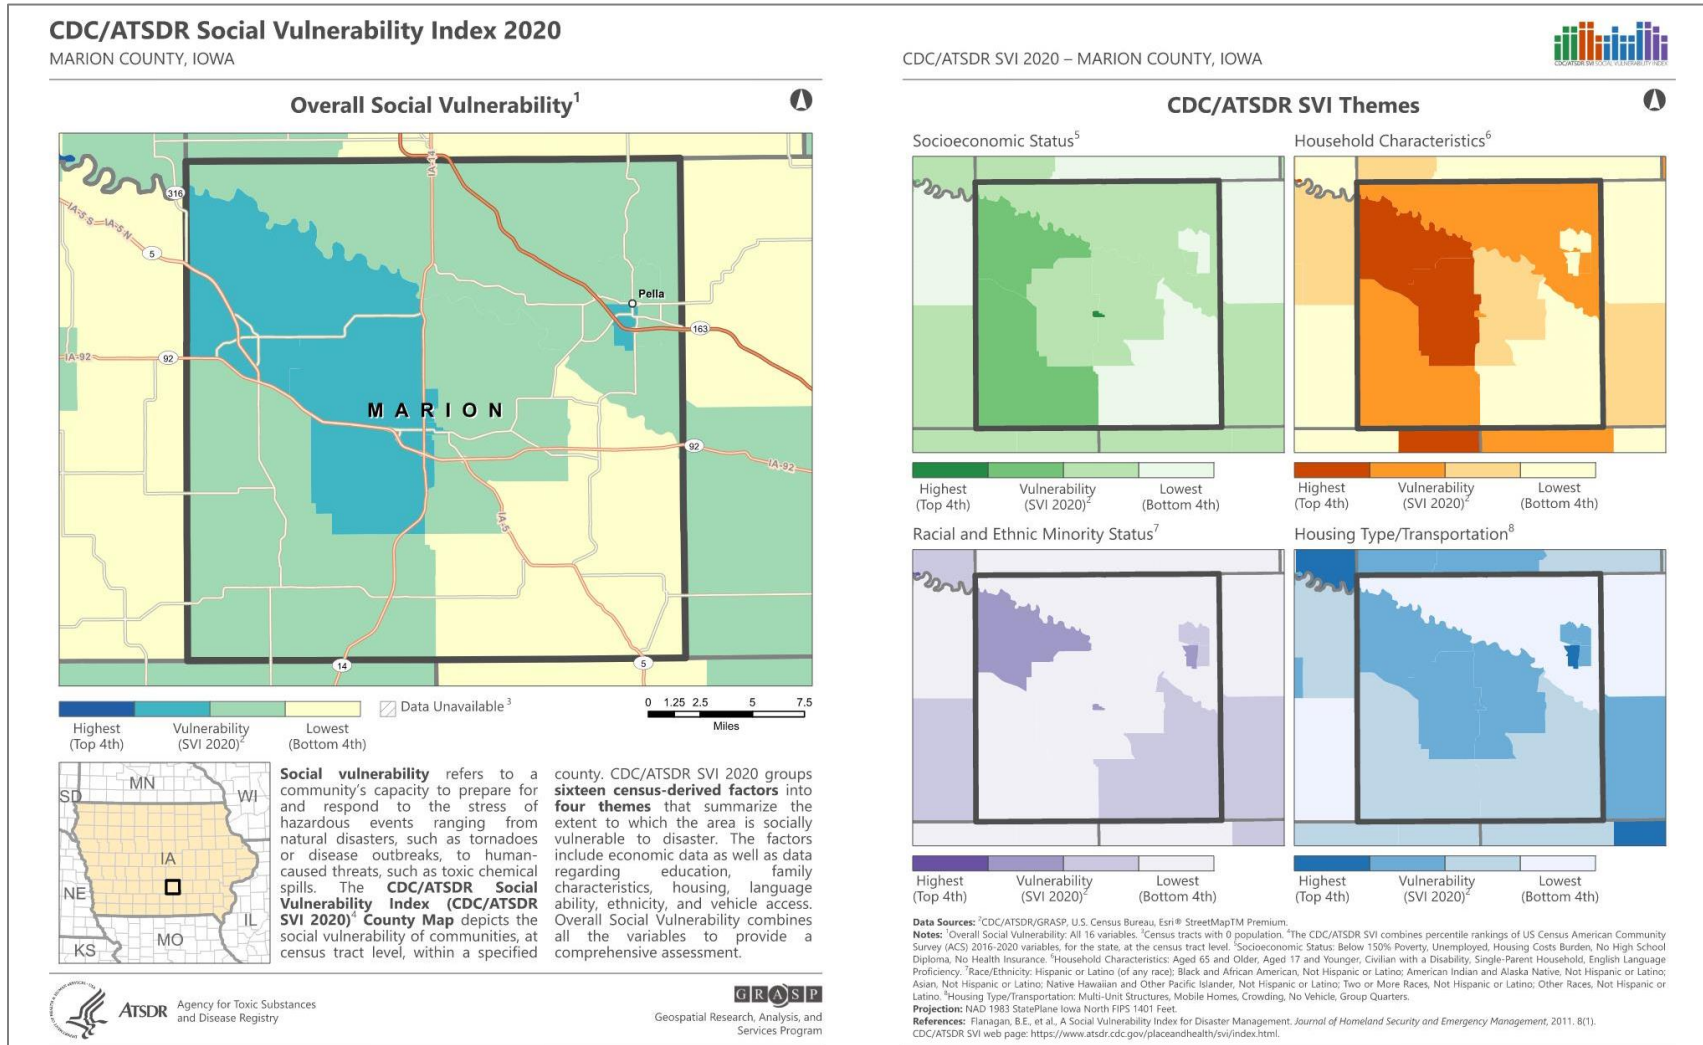 CDC/ATSDR Social Vulnerability Index 2020
MARION COUNTY, IOWA
Overall Social Vulnerability¹
316
IA-14
IA-5 S
IA-5 N
5
Pella
163
IA-92
92
MARION
92
IA-92
IA-5
14
5
Highest
(Top 4th)
Vulnerability
(SVI 2020)²
Lowest
(Bottom 4th)
Data Unavailable³
0 1.25 2.5 5 7.5
Miles
SD
MN
WI
IA
NE
IL
KS
MO
Social vulnerability refers to a
community's capacity to prepare for
and respond to the stress of
hazardous events ranging from
natural disasters, such as tornadoes
or disease outbreaks, to human-
caused threats, such as toxic chemical
spills. The CDC/ATSDR Social
Vulnerability Index (CDC/ATSDR
SVI 2020)⁴ County Map depicts the
social vulnerability of communities, at
census tract level, within a specified
county. CDC/ATSDR SVI 2020 groups
sixteen census-derived factors into
four themes that summarize the
extent to which the area is socially
vulnerable to disaster. The factors
include economic data as well as data
regarding education, family
characteristics, housing, language
ability, ethnicity, and vehicle access.
Overall Social Vulnerability combines
all the variables to provide a
comprehensive assessment.
ATSDR
Agency for Toxic Substances
and Disease Registry
GRASP
Geospatial Research, Analysis, and
Services Program
CDC/ATSDR SVI 2020 – MARION COUNTY, IOWA
CDC/ATSDR SVI SOCIAL VULNERABILITY INDEX
CDC/ATSDR SVI Themes
Socioeconomic Status⁵
Highest
(Top 4th)
Vulnerability
(SVI 2020)²
Lowest
(Bottom 4th)
Household Characteristics⁶
Highest
(Top 4th)
Vulnerability
(SVI 2020)²
Lowest
(Bottom 4th)
Racial and Ethnic Minority Status⁷
Highest
(Top 4th)
Vulnerability
(SVI 2020)²
Lowest
(Bottom 4th)
Housing Type/Transportation⁸
Highest
(Top 4th)
Vulnerability
(SVI 2020)²
Lowest
(Bottom 4th)
Data Sources: ²CDC/ATSDR/GRASP, U.S. Census Bureau, Esri® StreetMapTM Premium.
Notes: ¹Overall Social Vulnerability: All 16 variables. ³Census tracts with 0 population. ⁴The CDC/ATSDR SVI combines percentile rankings of US Census American Community
Survey (ACS) 2016-2020 variables, for the state, at the census tract level. ⁵Socioeconomic Status: Below 150% Poverty, Unemployed, Housing Costs Burden, No High School
Diploma, No Health Insurance. ⁶Household Characteristics: Aged 65 and Older, Aged 17 and Younger, Civilian with a Disability, Single-Parent Household, English Language
Proficiency. ⁷Race/Ethnicity: Hispanic or Latino (of any race); Black and African American, Not Hispanic or Latino; American Indian and Alaska Native, Not Hispanic or Latino;
Asian, Not Hispanic or Latino; Native Hawaiian and Other Pacific Islander, Not Hispanic or Latino; Two or More Races, Not Hispanic or Latino; Other Races, Not Hispanic or
Latino. ⁸Housing Type/Transportation: Multi-Unit Structures, Mobile Homes, Crowding, No Vehicle, Group Quarters.
Projection: NAD 1983 StatePlane Iowa North FIPS 1401 Feet.
References: Flanagan, B.E., et al., A Social Vulnerability Index for Disaster Management. Journal of Homeland Security and Emergency Management, 2011. 8(1).
CDC/ATSDR SVI web page: https://www.atsdr.cdc.gov/placeandhealth/svi/index.html.